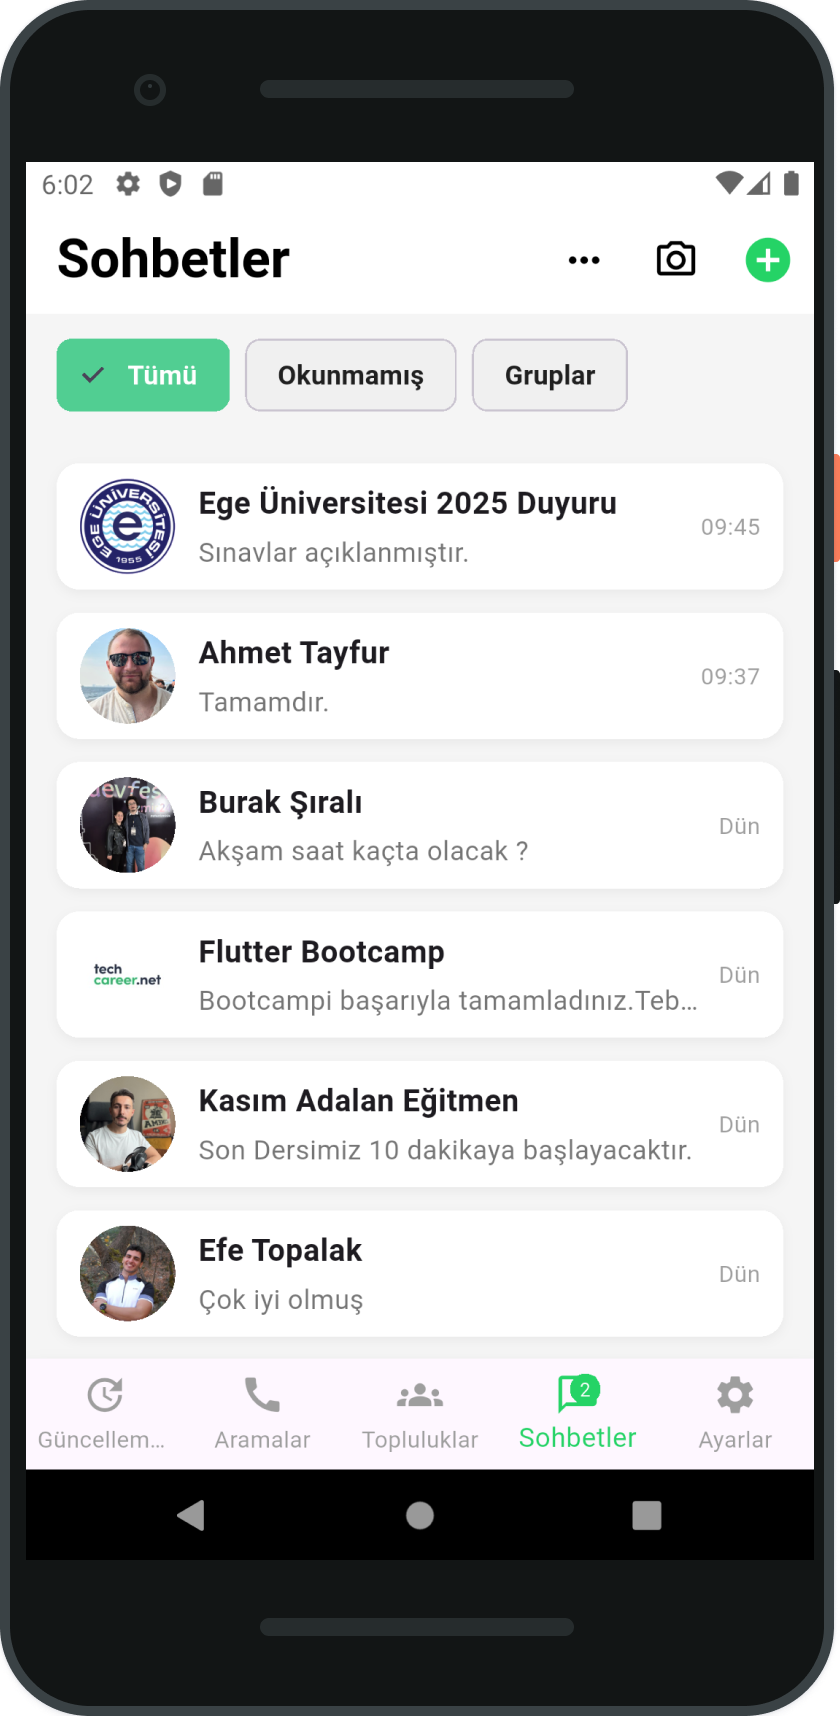 6:02
Sohbetler
Tümü
Okunmamış
Gruplar
EGE ÜNİVERSİTESİ
e
1955
Ege Üniversitesi 2025 Duyuru
Sınavlar açıklanmıştır.
09:45
Ahmet Tayfur
Tamamdır.
09:37
devfes
Burak Şıralı
Akşam saat kaçta olacak ?
Dün
tech
career.net
Flutter Bootcamp
Bootcampi başarıyla tamamladınız.Teb...
Dün
Kasım Adalan Eğitmen
Son Dersimiz 10 dakikaya başlayacaktır.
Dün
Efe Topalak
Çok iyi olmuş
Dün
2
Güncellem...
Aramalar
Topluluklar
Sohbetler
Ayarlar